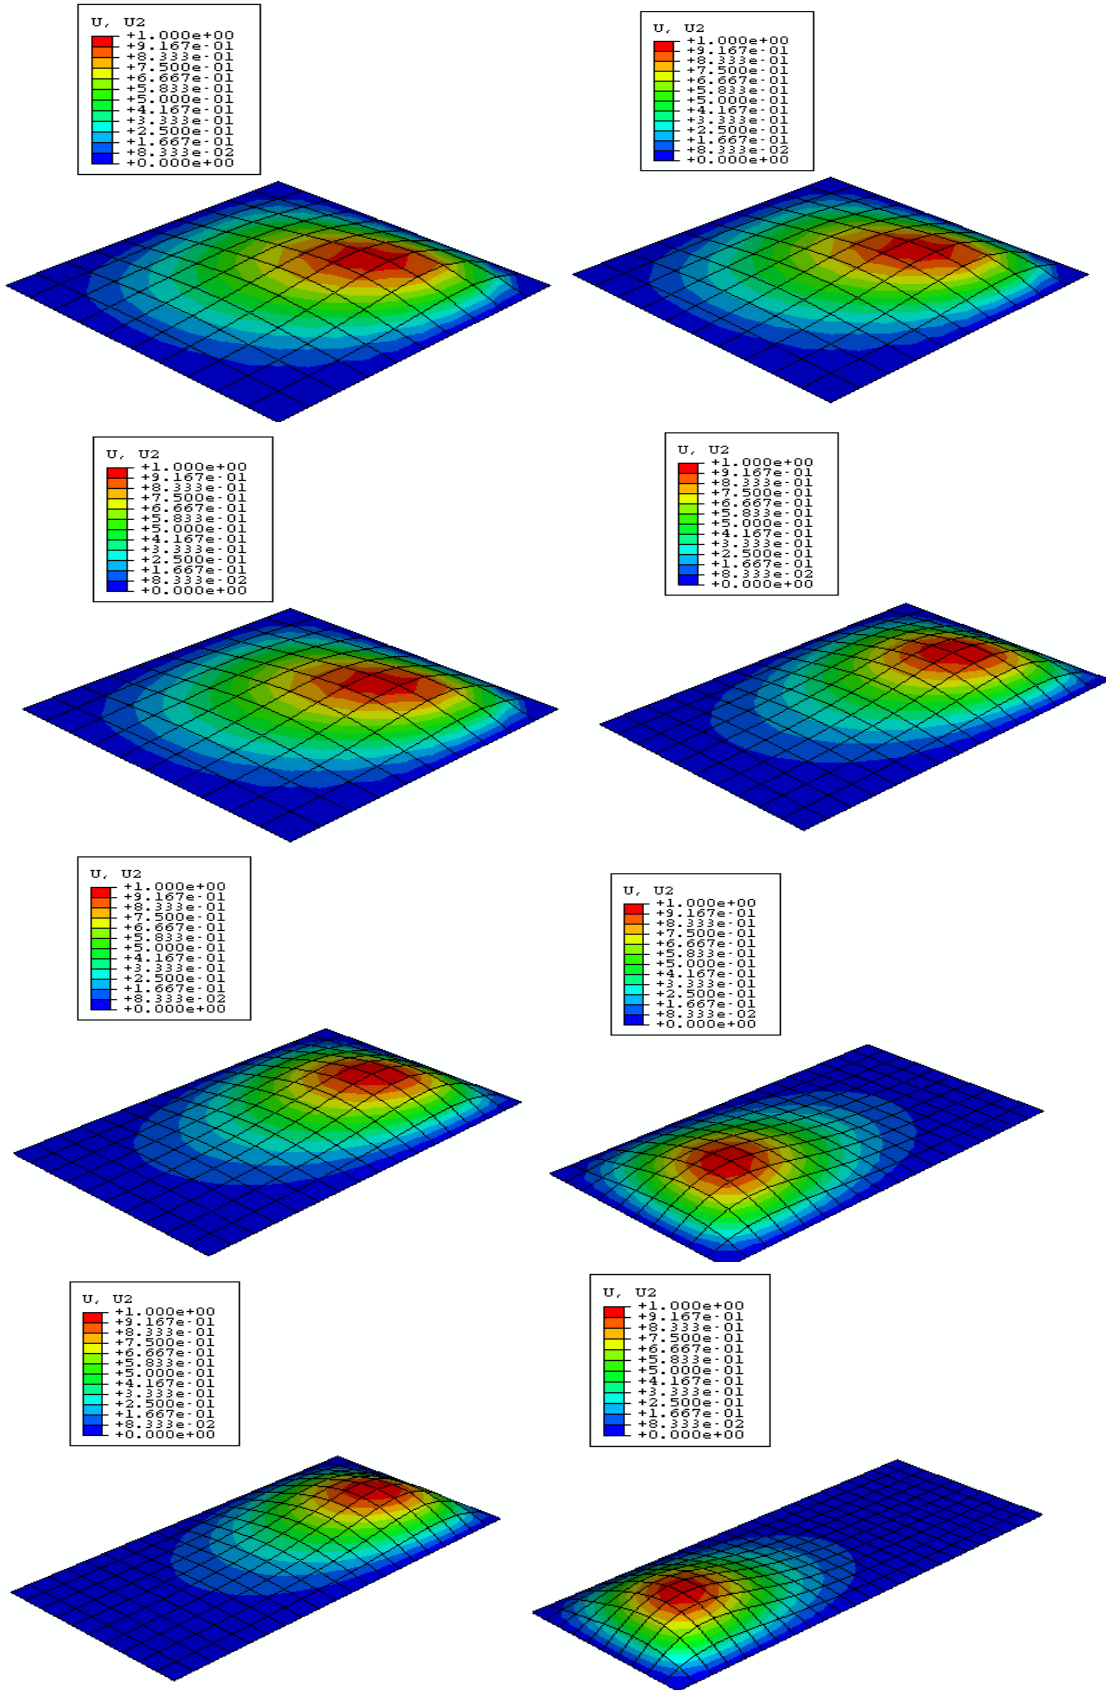 U, U2
+1.000e+00
+9.167e-01
+8.333e-01
+7.500e-01
+6.667e-01
+5.833e-01
+5.000e-01
+4.167e-01
+3.333e-01
+2.500e-01
+1.667e-01
+8.333e-02
+0.000e+00
U, U2
+1.000e+00
+9.167e-01
+8.333e-01
+7.500e-01
+6.667e-01
+5.833e-01
+5.000e-01
+4.167e-01
+3.333e-01
+2.500e-01
+1.667e-01
+8.333e-02
+0.000e+00
U, U2
+1.000e+00
+9.167e-01
+8.333e-01
+7.500e-01
+6.667e-01
+5.833e-01
+5.000e-01
+4.167e-01
+3.333e-01
+2.500e-01
+1.667e-01
+8.333e-02
+0.000e+00
U, U2
+1.000e+00
+9.167e-01
+8.333e-01
+7.500e-01
+6.667e-01
+5.833e-01
+5.000e-01
+4.167e-01
+3.333e-01
+2.500e-01
+1.667e-01
+8.333e-02
+0.000e+00
U, U2
+1.000e+00
+9.167e-01
+8.333e-01
+7.500e-01
+6.667e-01
+5.833e-01
+5.000e-01
+4.167e-01
+3.333e-01
+2.500e-01
+1.667e-01
+8.333e-02
+0.000e+00
U, U2
+1.000e+00
+9.167e-01
+8.333e-01
+7.500e-01
+6.667e-01
+5.833e-01
+5.000e-01
+4.167e-01
+3.333e-01
+2.500e-01
+1.667e-01
+8.333e-02
+0.000e+00
U, U2
+1.000e+00
+9.167e-01
+8.333e-01
+7.500e-01
+6.667e-01
+5.833e-01
+5.000e-01
+4.167e-01
+3.333e-01
+2.500e-01
+1.667e-01
+8.333e-02
+0.000e+00
U, U2
+1.000e+00
+9.167e-01
+8.333e-01
+7.500e-01
+6.667e-01
+5.833e-01
+5.000e-01
+4.167e-01
+3.333e-01
+2.500e-01
+1.667e-01
+8.333e-02
+0.000e+00